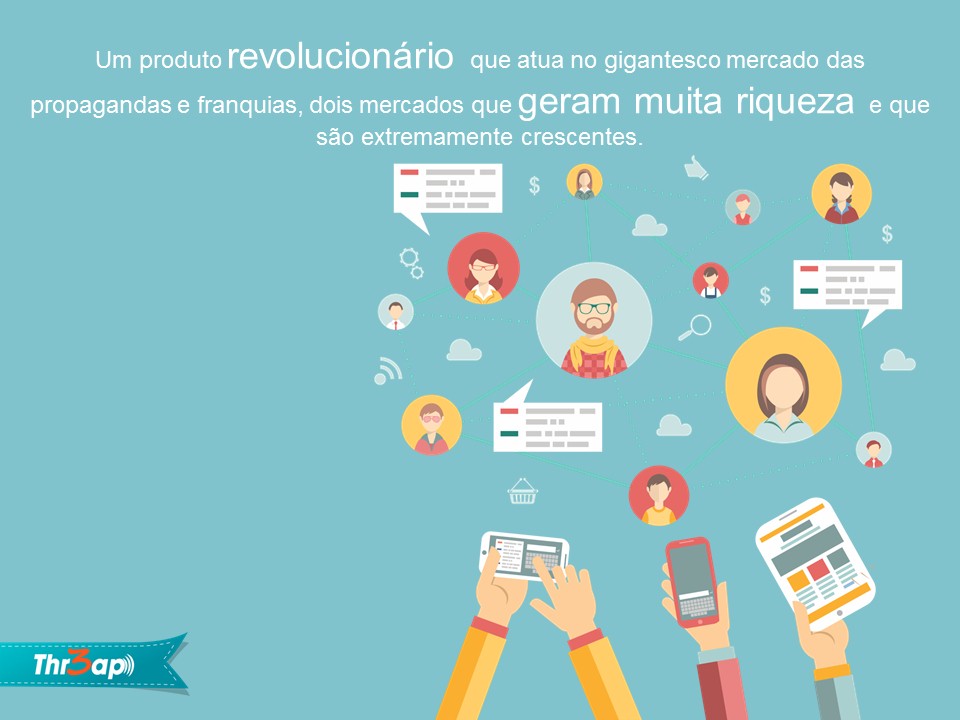 Um produto revolucionário que atua no gigantesco mercado das
propagandas e franquias, dois mercados que geram muita riqueza e que
são extremamente crescentes.
$
$
$
Thr3ap